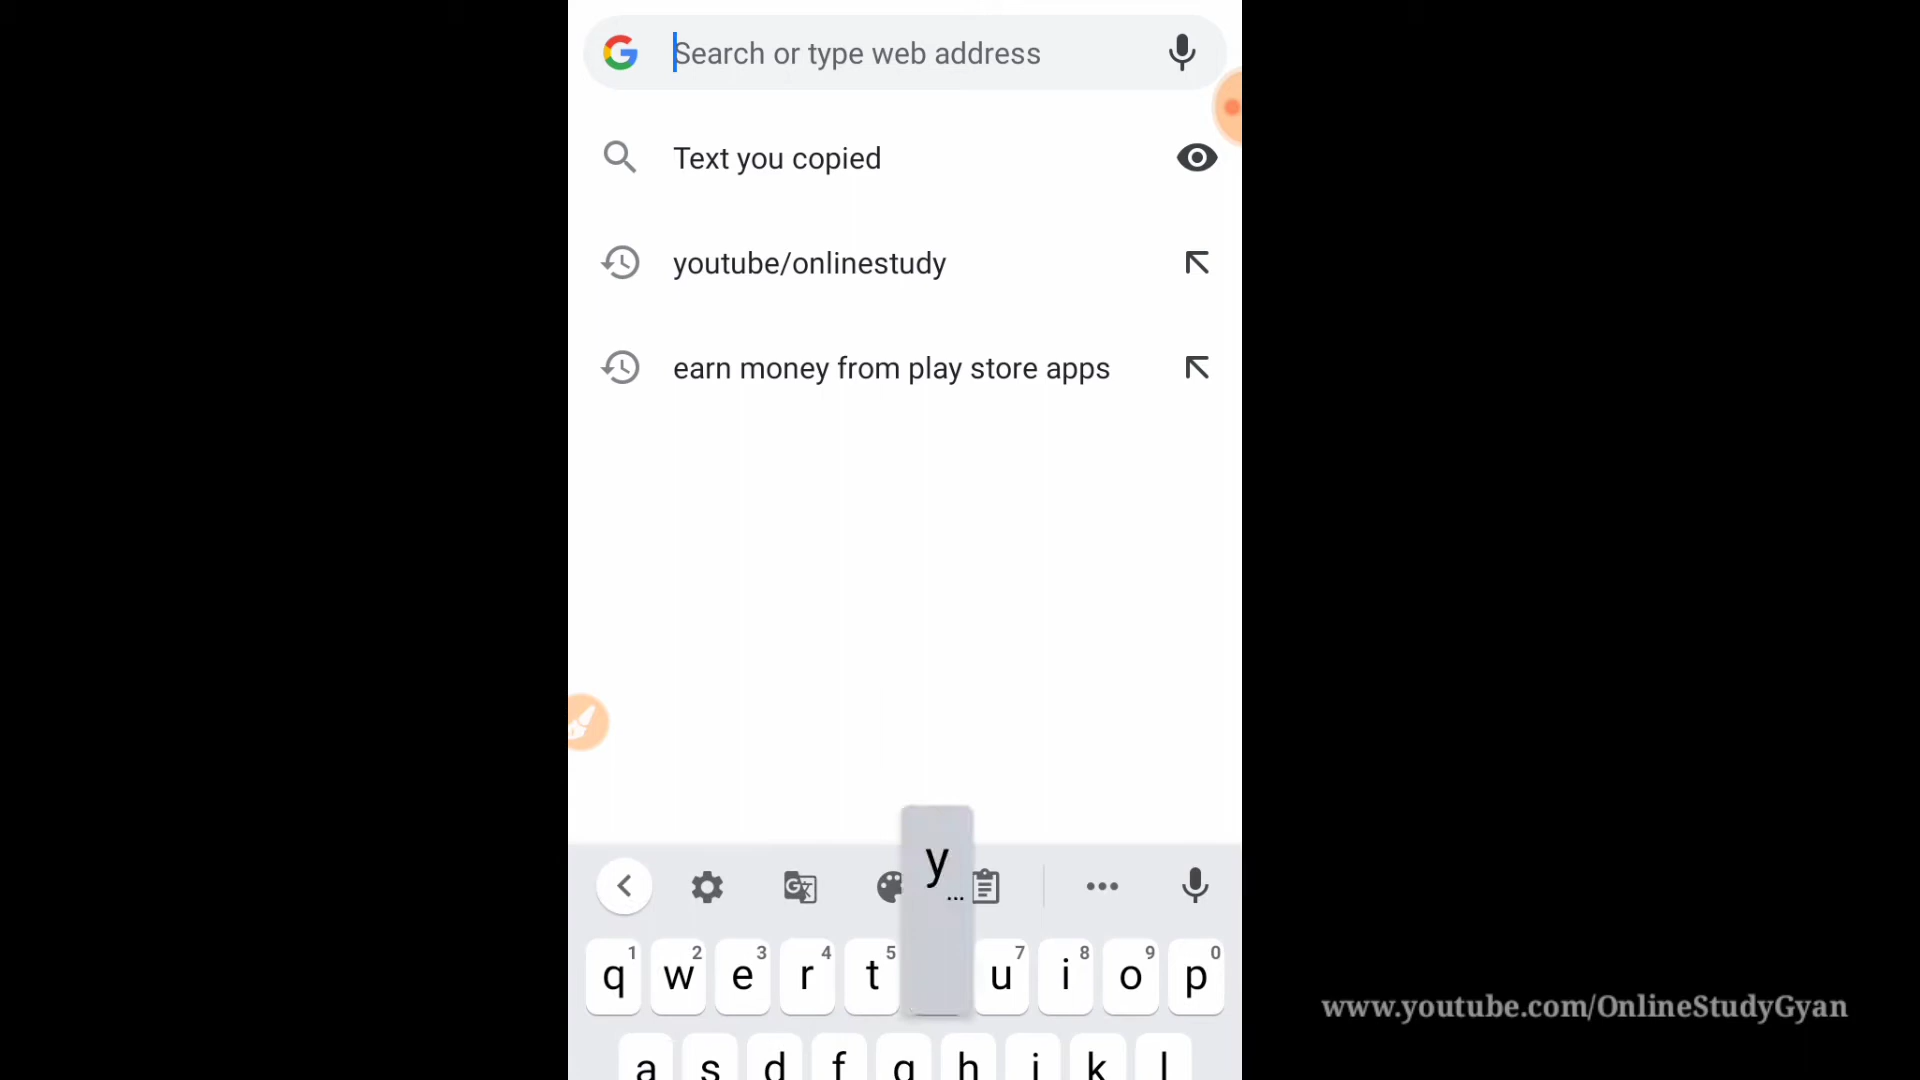 Search or type web address
Text you copied
youtube/onlinestudy
earn money from play store apps
y
...
1 2 3 4 5 7 8 9 0
q w e r t u i o p
a s d f g h j k l
www.youtube.com/OnlineStudyGyan